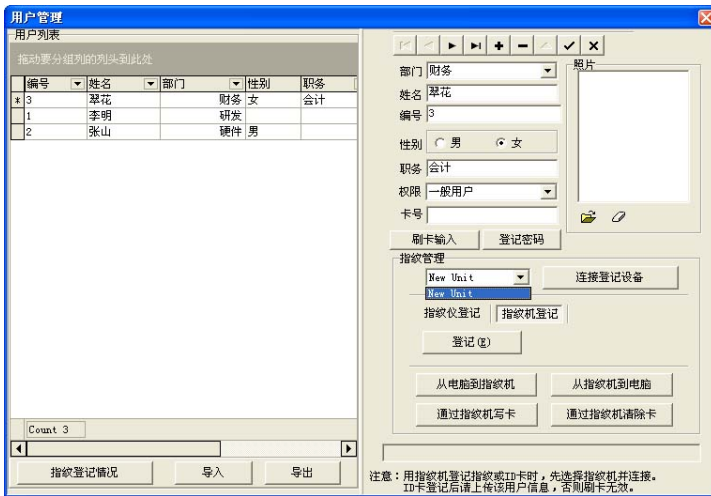 用户管理
用户列表
拖动要分组列的列头到此处
编号 姓名 部门 性别 职务
* 3 翠花 财务 女 会计
1 李明 研发
2 张山 硬件 男
Count 3
指纹登记情况 导入 导出
部门 财务
照片
姓名 翠花
编号 3
性别 男 女
职务 会计
权限 一般用户
卡号
刷卡输入 登记密码
指纹管理
New Unit 连接登记设备
New Unit
指纹仪登记 指纹机登记
登记(E)
从电脑到指纹机 从指纹机到电脑
通过指纹机写卡 通过指纹机清除卡
注意：用指纹机登记指纹或ID卡时，先选择指纹机并连接。
ID卡登记后请上传该用户信息，否则刷卡无效。